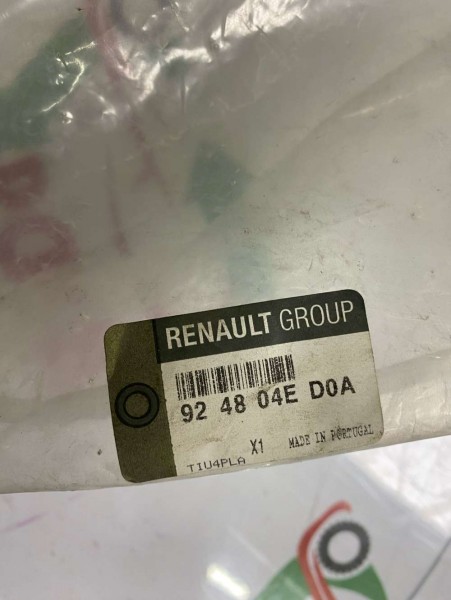 RENAULT GROUP
92 48 04E D0A
X1 MADE IN PORTUGAL
TIU4PLA